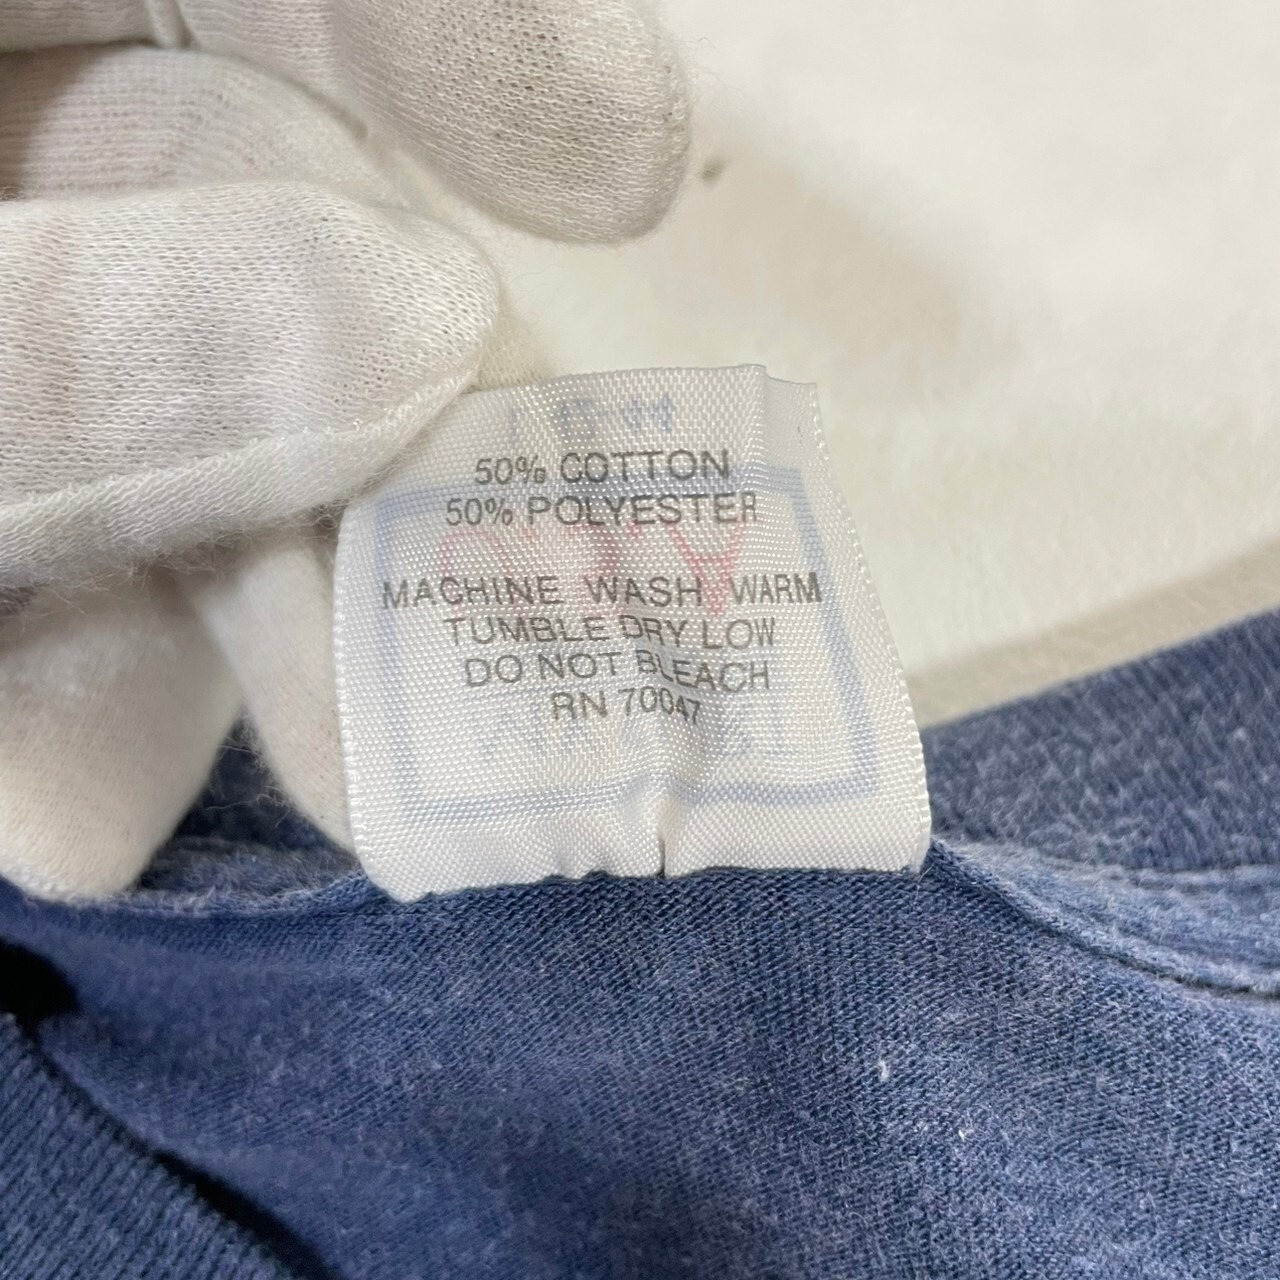 50% COTTON
50% POLYESTER
MACHINE WASH WARM
TUMBLE DRY LOW
DO NOT BLEACH
RN 70047